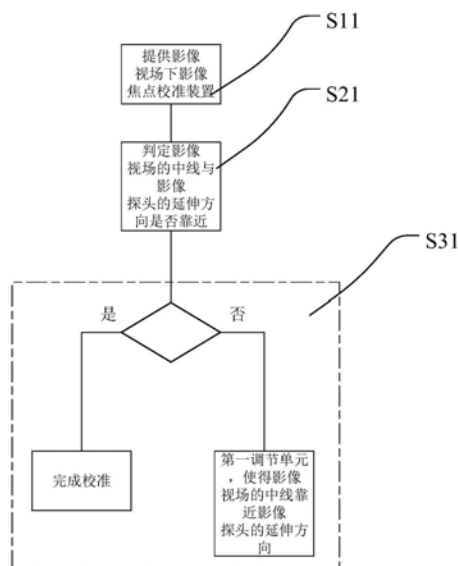 S11
提供影像
视场下影像
焦点校准装置
S21
判定影像
视场的中线与
影像
探头的延伸方
向是否靠近
S31
是
否
完成校准
第一调节单元
，使得影像
视场的中线靠
近影像
探头的延伸方
向